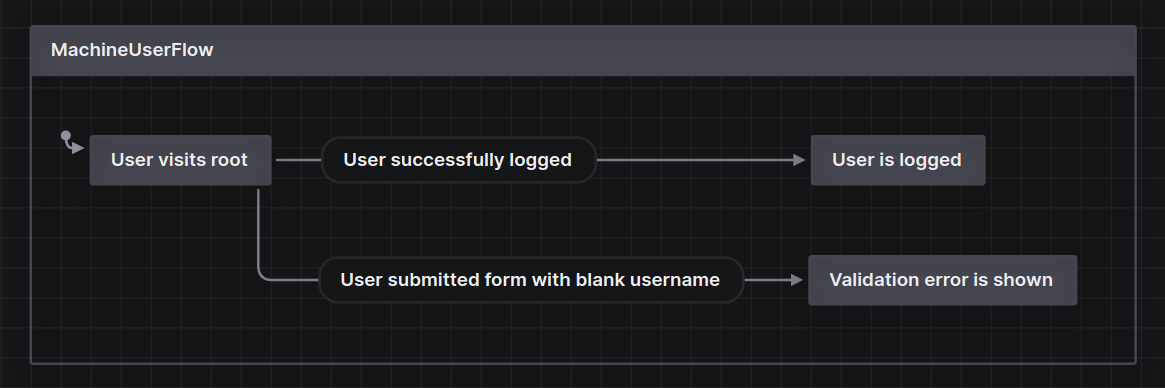 MachineUserFlow
User visits root
User successfully logged
User is logged
User submitted form with blank username
Validation error is shown